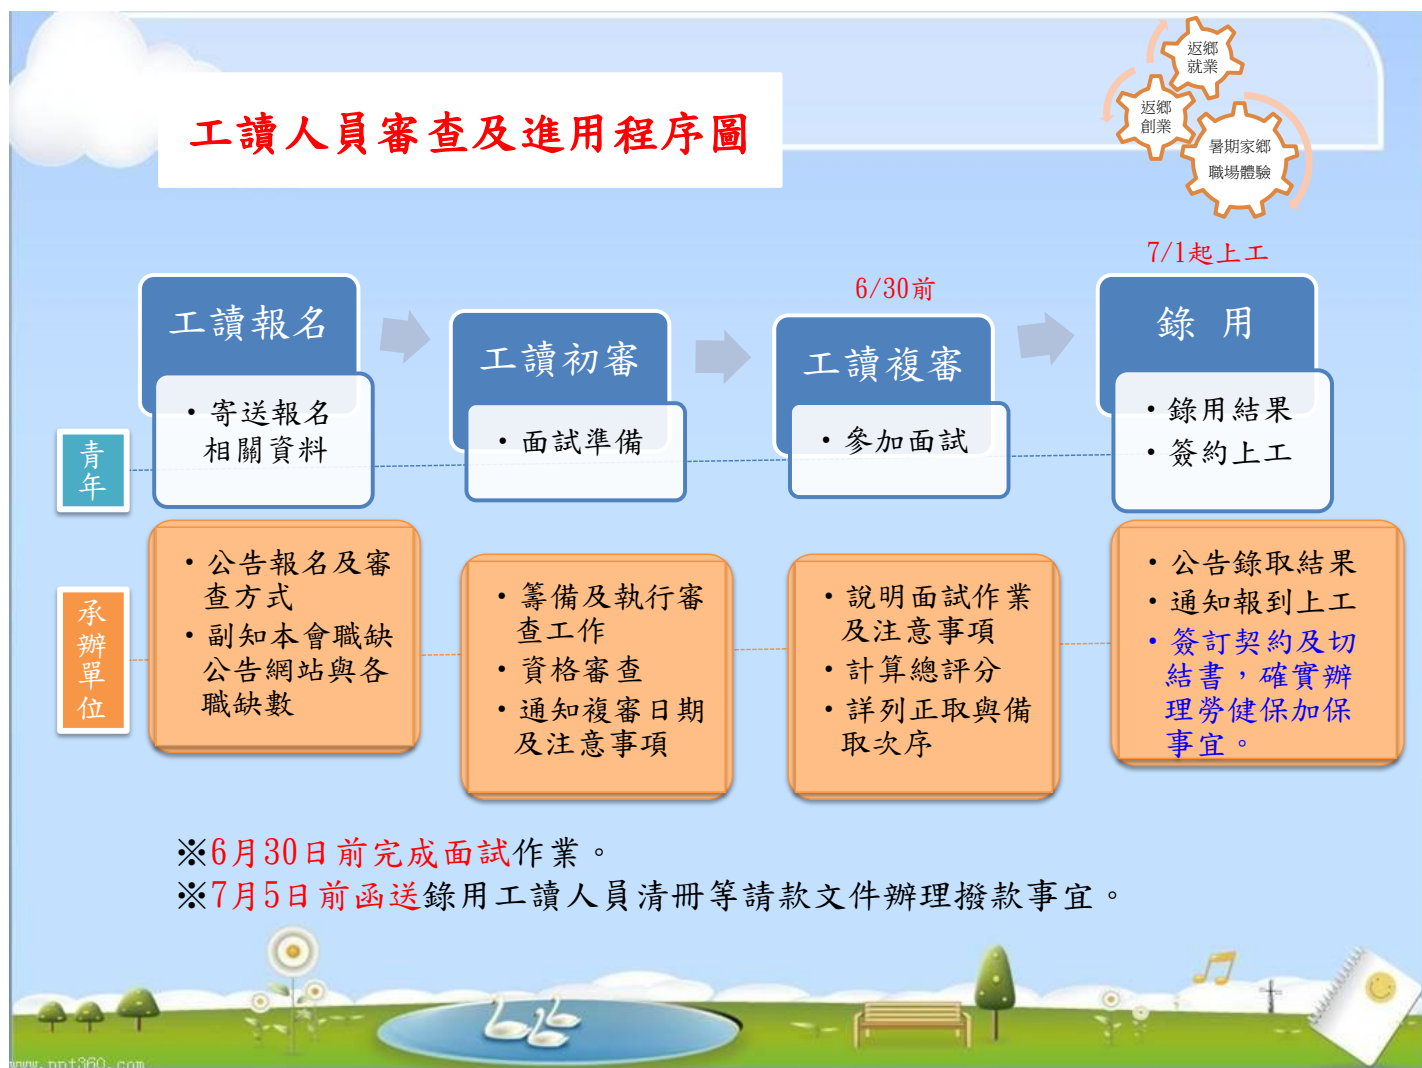 返鄉
就業
返鄉
創業
暑期家鄉
職場體驗
工讀人員審查及進用程序圖
7/1起上工
6/30前
工讀報名
工讀初審
工讀複審
錄 用
青年
・寄送報名
相關資料
・面試準備
・參加面試
・錄用結果
・簽約上工
承辦單位
・公告報名及審
查方式
・副知本會職缺
公告網站與各
職缺數
・籌備及執行審
查工作
・資格審查
・通知複審日期
及注意事項
・說明面試作業
及注意事項
・計算總評分
・詳列正取與備
取次序
・公告錄取結果
・通知報到上工
・簽訂契約及切
結書，確實辦
理勞健保加保
事宜。
※6月30日前完成面試作業。
※7月5日前函送錄用工讀人員清冊等請款文件辦理撥款事宜。
www.ppt360.com